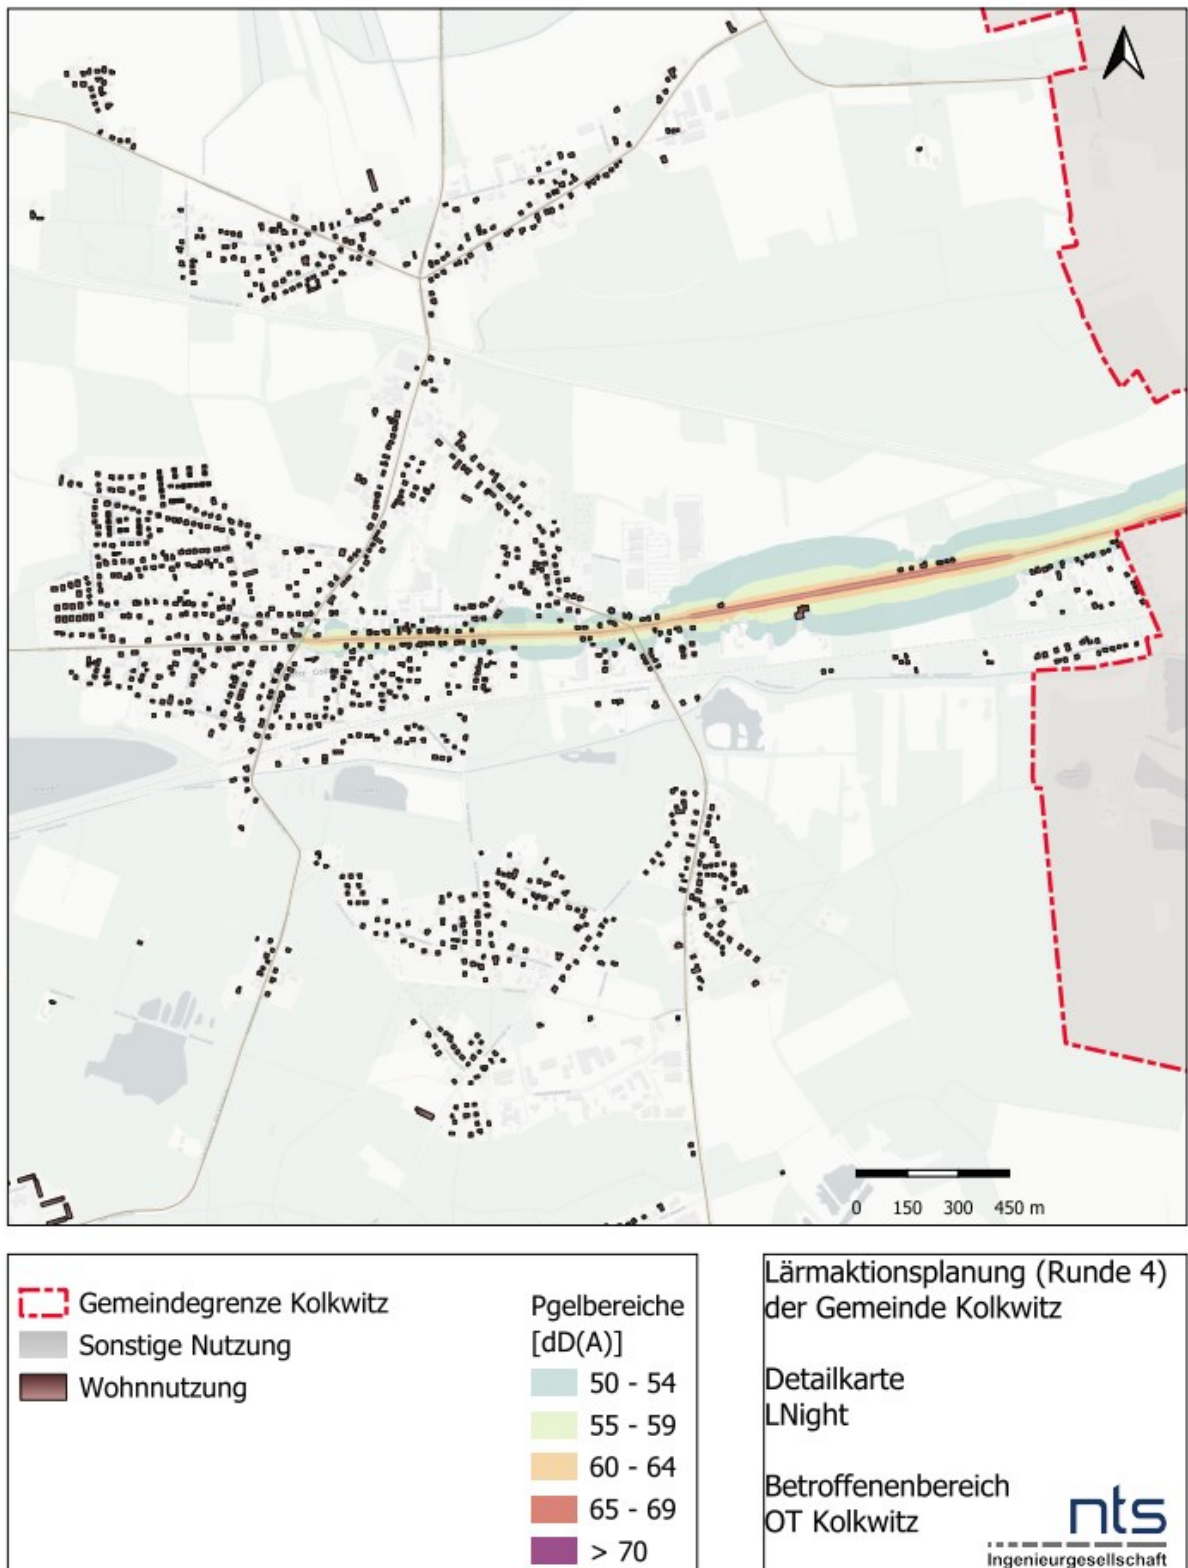 0 150 300 450 m
Gemeindegrenze Kolkwitz
Sonstige Nutzung
Wohnnutzung
Pgelbereiche
[dD(A)]
50 - 54
55 - 59
60 - 64
65 - 69
> 70
Lärmaktionsplanung (Runde 4)
der Gemeinde Kolkwitz
Detailkarte
LNight
Betroffenenbereich
OT Kolkwitz
nts
Ingenieurgesellschaft